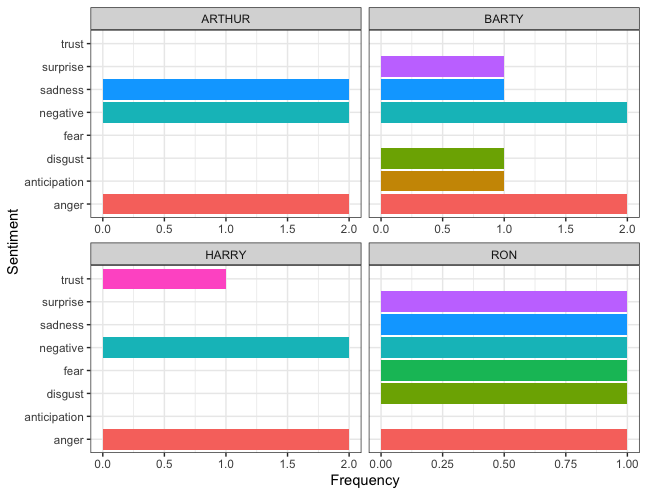 ARTHUR
BARTY
trust
surprise
sadness
negative
fear
disgust
anticipation
anger
0.0 0.5 1.0 1.5 2.0
0.0 0.5 1.0 1.5 2.0
HARRY
RON
trust
surprise
sadness
negative
fear
disgust
anticipation
anger
0.0 0.5 1.0 1.5 2.0
0.00 0.25 0.50 0.75 1.00
Frequency
Sentiment